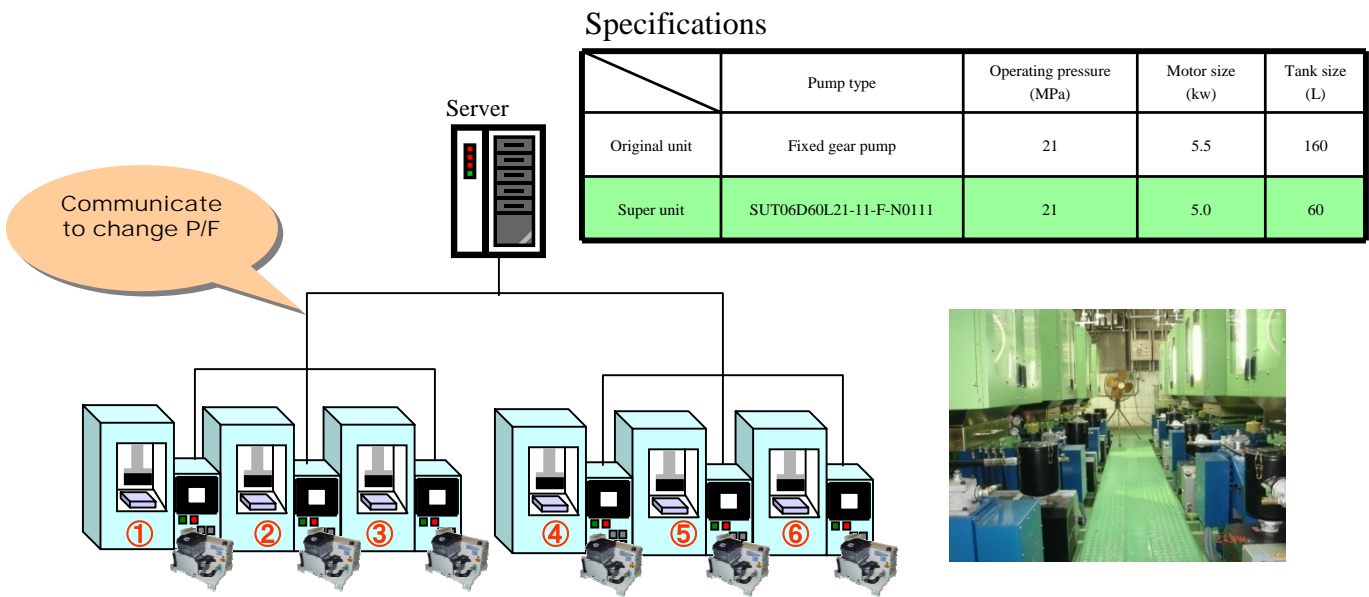 Specifications
Pump type
Operating pressure
(MPa)
Motor size
(kw)
Tank size
(L)
Original unit
Fixed gear pump
21
5.5
160
Super unit
SUT06D60L21-11-F-N0111
21
5.0
60
Server
Communicate
to change P/F
①
②
③
④
⑤
⑥